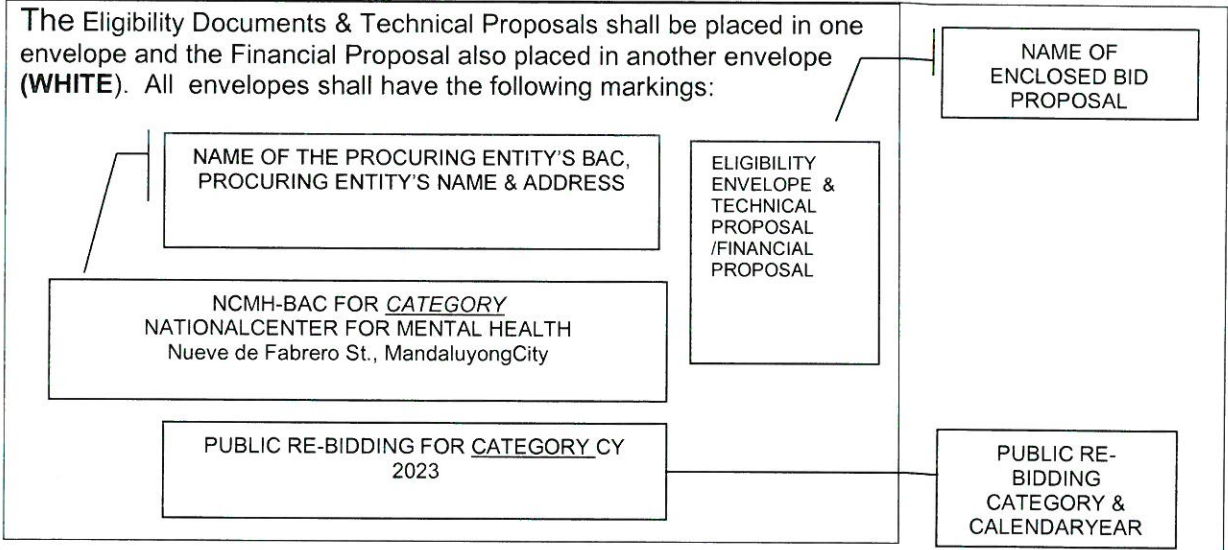 The Eligibility Documents & Technical Proposals shall be placed in one
envelope and the Financial Proposal also placed in another envelope
(WHITE). All envelopes shall have the following markings:
NAME OF
ENCLOSED BID
PROPOSAL
NAME OF THE PROCURING ENTITY'S BAC,
PROCURING ENTITY'S NAME & ADDRESS
ELIGIBILITY
ENVELOPE &
TECHNICAL
PROPOSAL
/FINANCIAL
PROPOSAL
NCMH-BAC FOR CATEGORY
NATIONALCENTER FOR MENTAL HEALTH
Nueve de Fabrero St., MandaluyongCity
PUBLIC RE-BIDDING FOR CATEGORY CY
2023
PUBLIC RE-
BIDDING
CATEGORY &
CALENDARYEAR